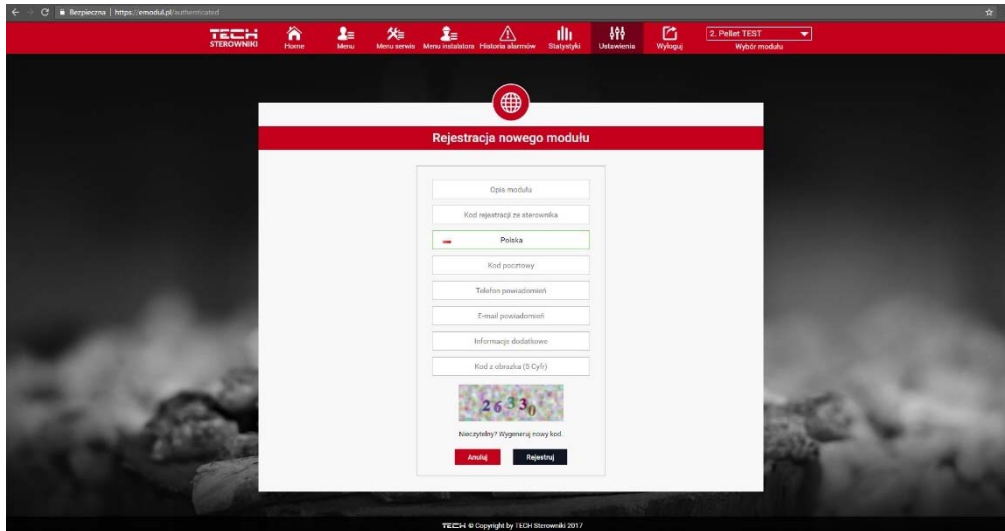 Bezpieczna | https://emodul.pl/authenticated
TECH STEROWNIKI
Home
Menu
Menu serwis
Menu instalatora
Historia alarmów
Statystyki
Ustawienia
Wyloguj
2. Pellet TEST
Wybór modułu
Rejestracja nowego modułu
Opis modułu
Kod rejestracji ze sterownika
Polska
Kod pocztowy
Telefon powiadomień
E-mail powiadomień
Informacje dodatkowe
Kod z obrazka (5 Cyfr)
26330
Nieczytelny? Wygeneruj nowy kod.
Anuluj
Rejestruj
TECH © Copyright by TECH Sterowniki 2017